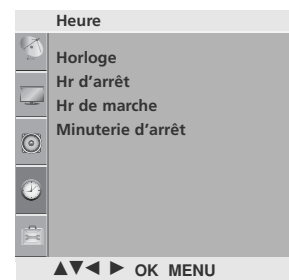 Heure
Horloge
Hr d'arrêt
Hr de marche
Minuterie d'arrêt
▲▼◄ ► OK MENU